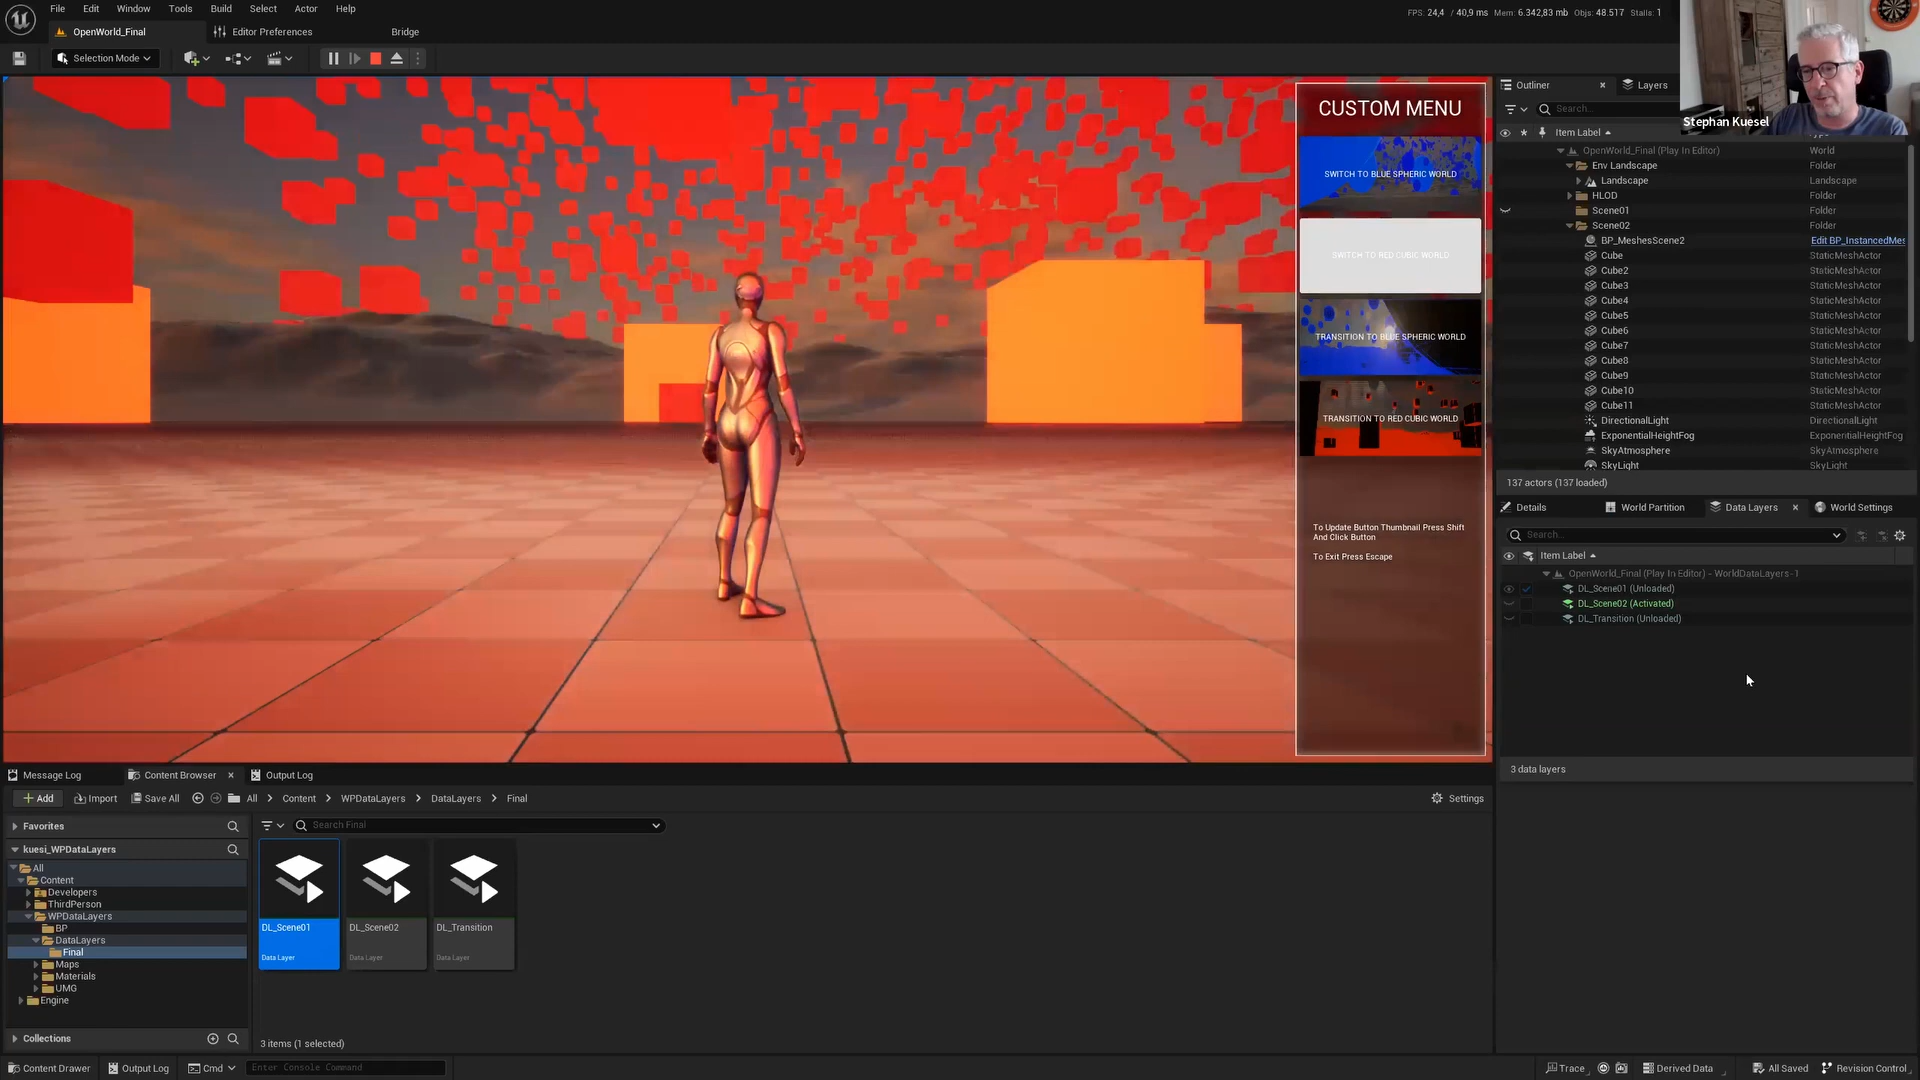 File Edit Window Tools Build Select Actor Help
FPS: 24,4 / 40,9 ms Mem: 6.342,83 mb Objs: 48.517 Stalls: 1
OpenWorld_Final Editor Preferences Bridge
Selection Mode
Stephan Kuesel
CUSTOM MENU
SWITCH TO BLUE SPHERIC WORLD
SWITCH TO RED CUBIC WORLD
TRANSITION TO BLUE SPHERIC WORLD
TRANSITION TO RED CUBIC WORLD
To Update Button Thumbnail Press Shift
And Click Button
To Exit Press Escape
Outliner Layers
Search...
Item Label
OpenWorld_Final (Play In Editor) World
Env Landscape Folder
Landscape Landscape
HLOD Folder
Scene01 Folder
Scene02 Folder
BP_MeshesScene2 Edit BP_InstancedMes
Cube StaticMeshActor
Cube2 StaticMeshActor
Cube3 StaticMeshActor
Cube4 StaticMeshActor
Cube5 StaticMeshActor
Cube6 StaticMeshActor
Cube7 StaticMeshActor
Cube8 StaticMeshActor
Cube9 StaticMeshActor
Cube10 StaticMeshActor
Cube11 StaticMeshActor
DirectionalLight DirectionalLight
ExponentialHeightFog ExponentialHeightFog
SkyAtmosphere SkyAtmosphere
SkyLight SkyLight
137 actors (137 loaded)
Details World Partition Data Layers World Settings
Search...
Item Label
OpenWorld_Final (Play In Editor) - WorldDataLayers-1
DL_Scene01 (Unloaded)
DL_Scene02 (Activated)
DL_Transition (Unloaded)
3 data layers
Message Log Content Browser Output Log
Add Import Save All All Content WPDataLayers DataLayers Final Settings
Favorites
kuesi_WPDataLayers
All
Content
Developers
ThirdPerson
WPDataLayers
BP
DataLayers
Final
Maps
Materials
UMG
Engine
Collections
Search Final
DL_Scene01 DL_Scene02 DL_Transition
Data Layer Data Layer Data Layer
3 items (1 selected)
Content Drawer Output Log Cmd Enter Console Command Trace Derived Data All Saved Revision Control